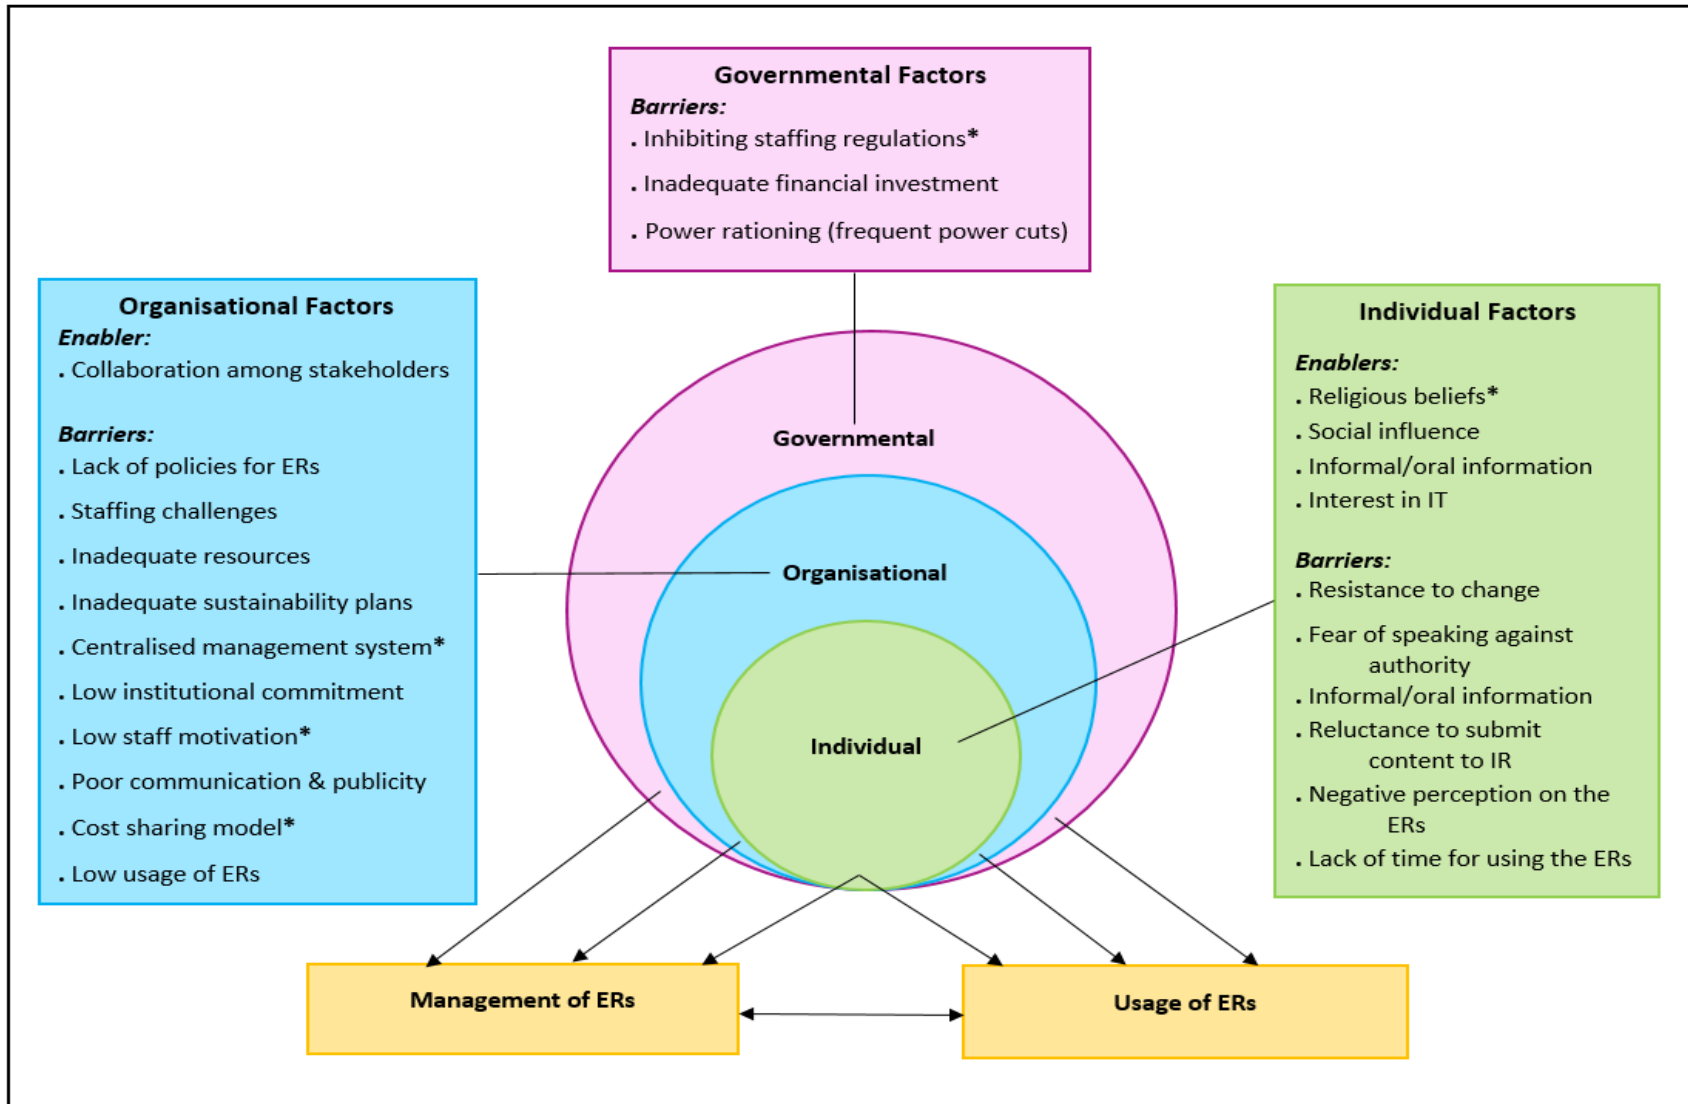 Governmental Factors
Barriers:
. Inhibiting staffing regulations*
. Inadequate financial investment
. Power rationing (frequent power cuts)
Organisational Factors
Enabler:
. Collaboration among stakeholders
Barriers:
. Lack of policies for ERs
. Staffing challenges
. Inadequate resources
. Inadequate sustainability plans
. Centralised management system*
. Low institutional commitment
. Low staff motivation*
. Poor communication & publicity
. Cost sharing model*
. Low usage of ERs
Governmental
Organisational
Individual
Individual Factors
Enablers:
. Religious beliefs*
. Social influence
. Informal/oral information
. Interest in IT
Barriers:
. Resistance to change
. Fear of speaking against
authority
. Informal/oral information
. Reluctance to submit
content to IR
. Negative perception on the
ERs
. Lack of time for using the ERs
Management of ERs
Usage of ERs